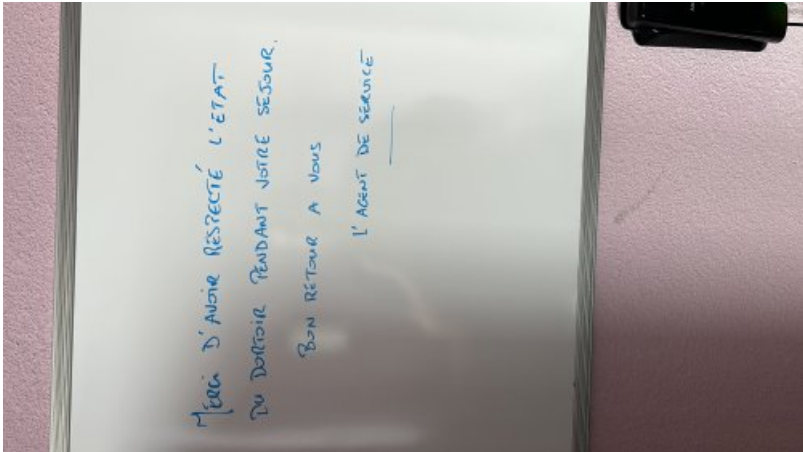 MERCI D'AVOIR RESPECTÉ L'ÉTAT
DU DORTOIR PENDANT VOTRE SÉJOUR.
BON RETOUR A VOUS
L'AGENT DE SERVICE